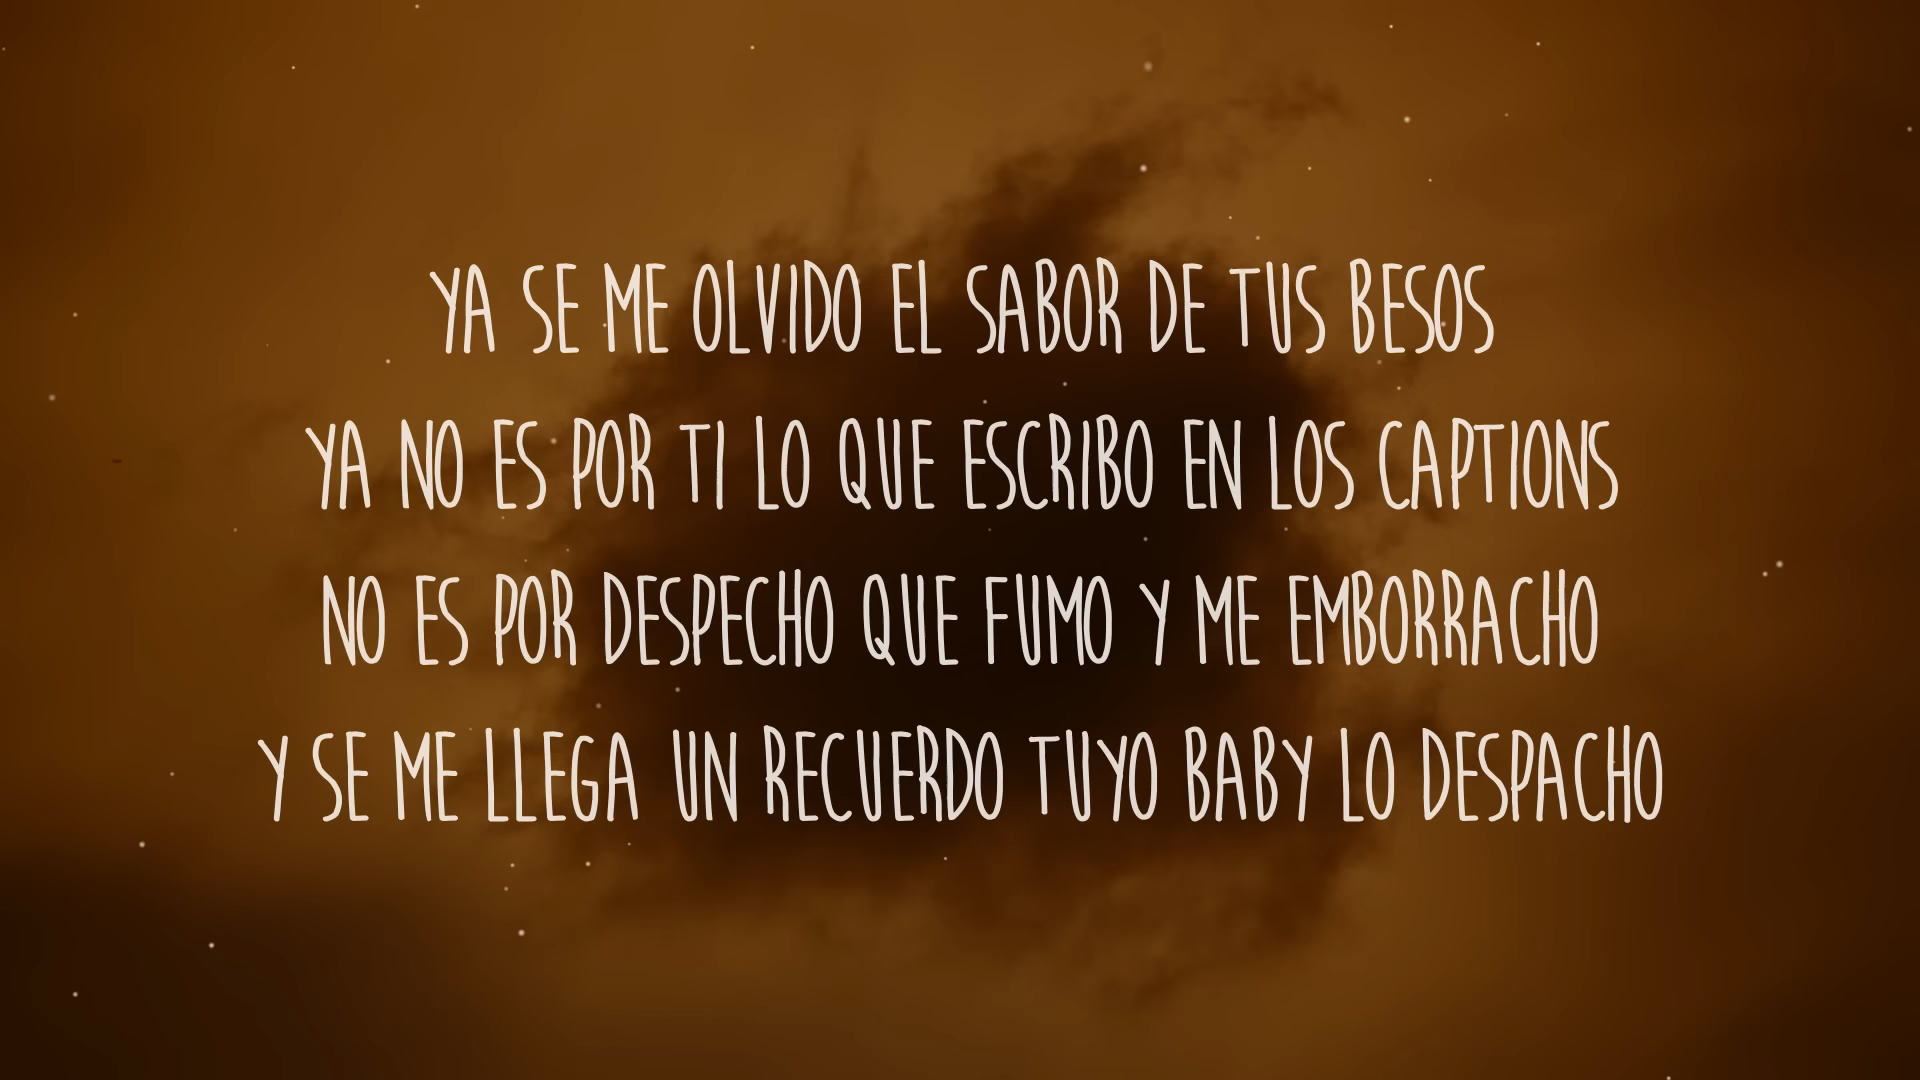 YA SE ME OLVIDO EL SABOR DE TUS BESOS
YA NO ES POR TI LO QUE ESCRIBO EN LOS CAPTIONS
NO ES POR DESPECHO QUE FUMO Y ME EMBORRACHO
Y SE ME LLEGA UN RECUERDO TUYO BABY LO DESPACHO